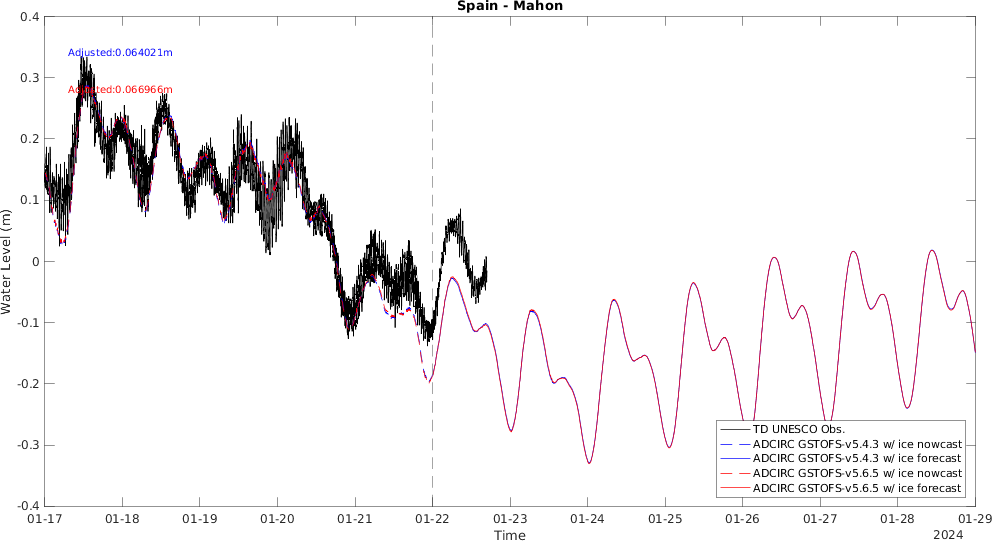 Spain - Mahon
Adjusted:0.064021m
Adjusted:0.066966m
Water Level (m)
0.4
0.3
0.2
0.1
0
-0.1
-0.2
-0.3
-0.4
TD UNESCO Obs.
ADCIRC GSTOFS-v5.4.3 w/ ice nowcast
ADCIRC GSTOFS-v5.4.3 w/ ice forecast
ADCIRC GSTOFS-v5.6.5 w/ ice nowcast
ADCIRC GSTOFS-v5.6.5 w/ ice forecast
01-17 01-18 01-19 01-20 01-21 01-22 01-23 01-24 01-25 01-26 01-27 01-28 01-29
Time
2024